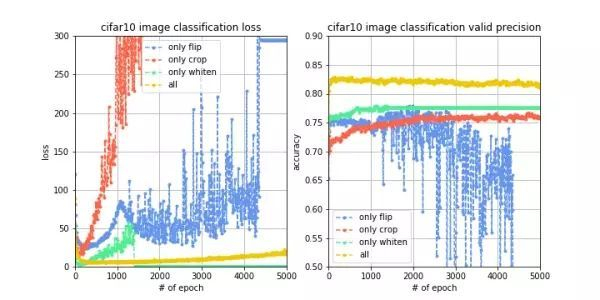 cifar10 image classification loss
300
250
200
150
100
50
0
loss
only flip
only crop
only whiten
all
0 1000 2000 3000 4000 5000
# of epoch
cifar10 image classification valid precision
0.90
0.85
0.80
0.75
0.70
0.65
0.60
0.55
0.50
accuracy
only flip
only crop
only whiten
all
0 1000 2000 3000 4000 5000
# of epoch